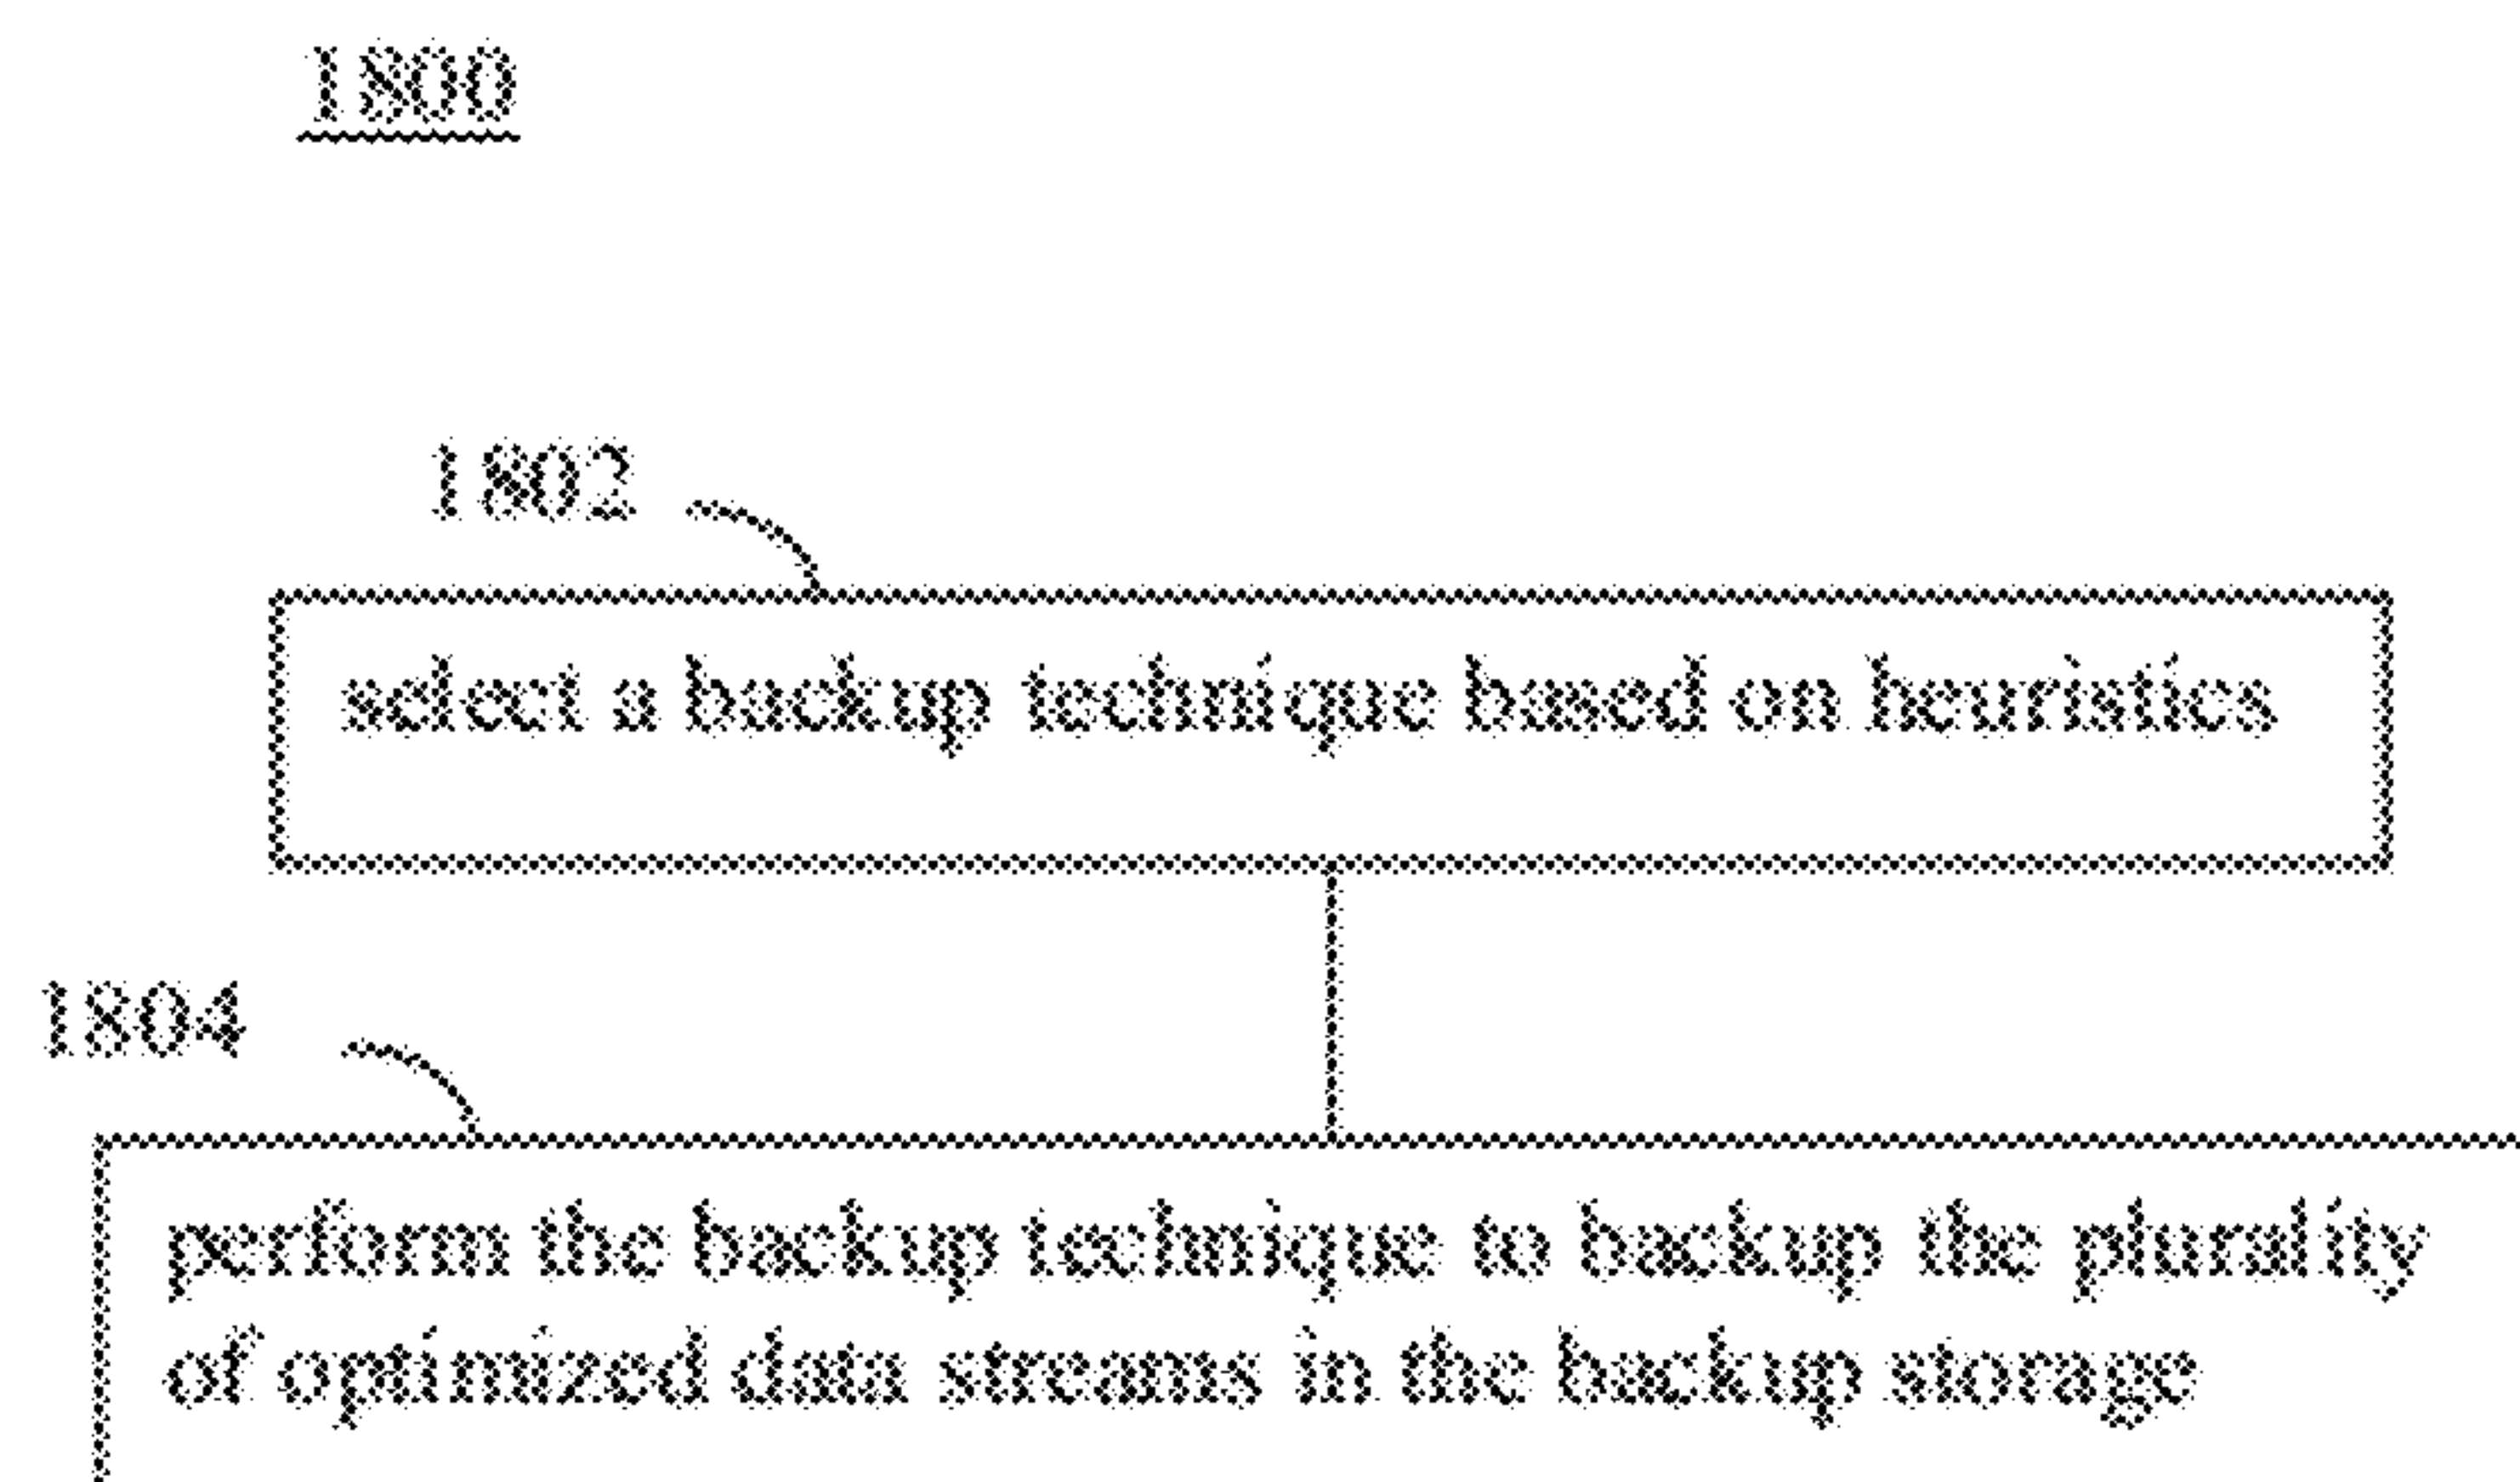 1800
1802
select a backup technique based on heuristics
1804
perform the backup technique to backup the plurality
of optimized data streams in the backup storage